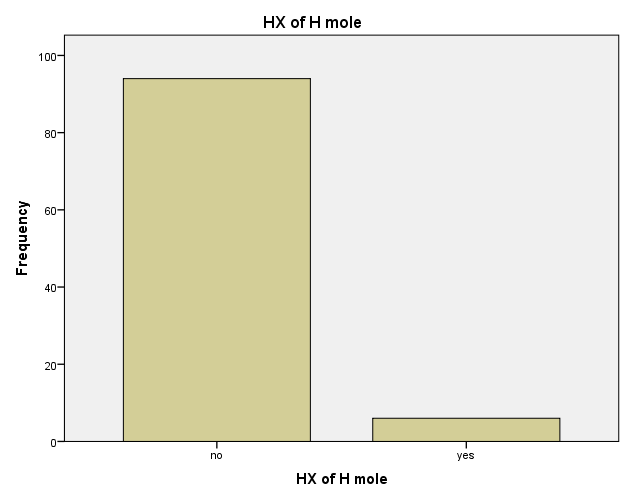 HX of H mole
100
80
60
40
20
0
Frequency
no yes
HX of H mole